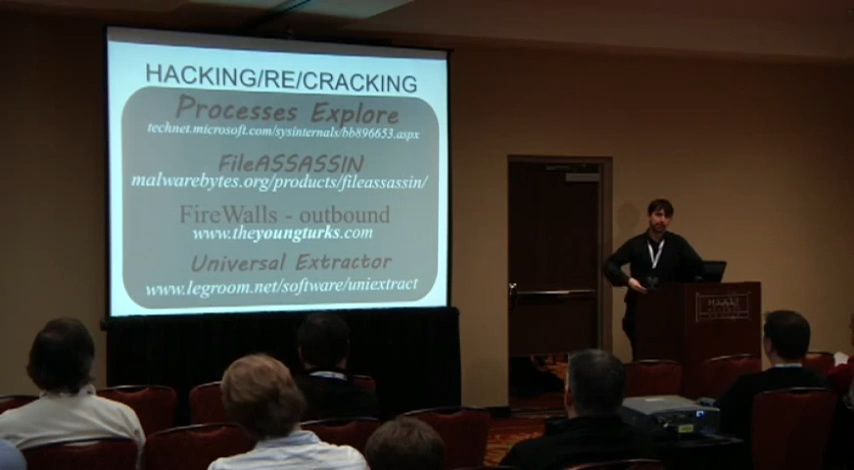 HACKING/RE/CRACKING
Processes Explore
technet.microsoft.com/sysinternals/bb896653.aspx
FileASSASSIN
malwarebytes.org/products/fileassassin/
FireWalls - outbound
www.theyoungturks.com
Universal Extractor
www.legroom.net/software/uniextract